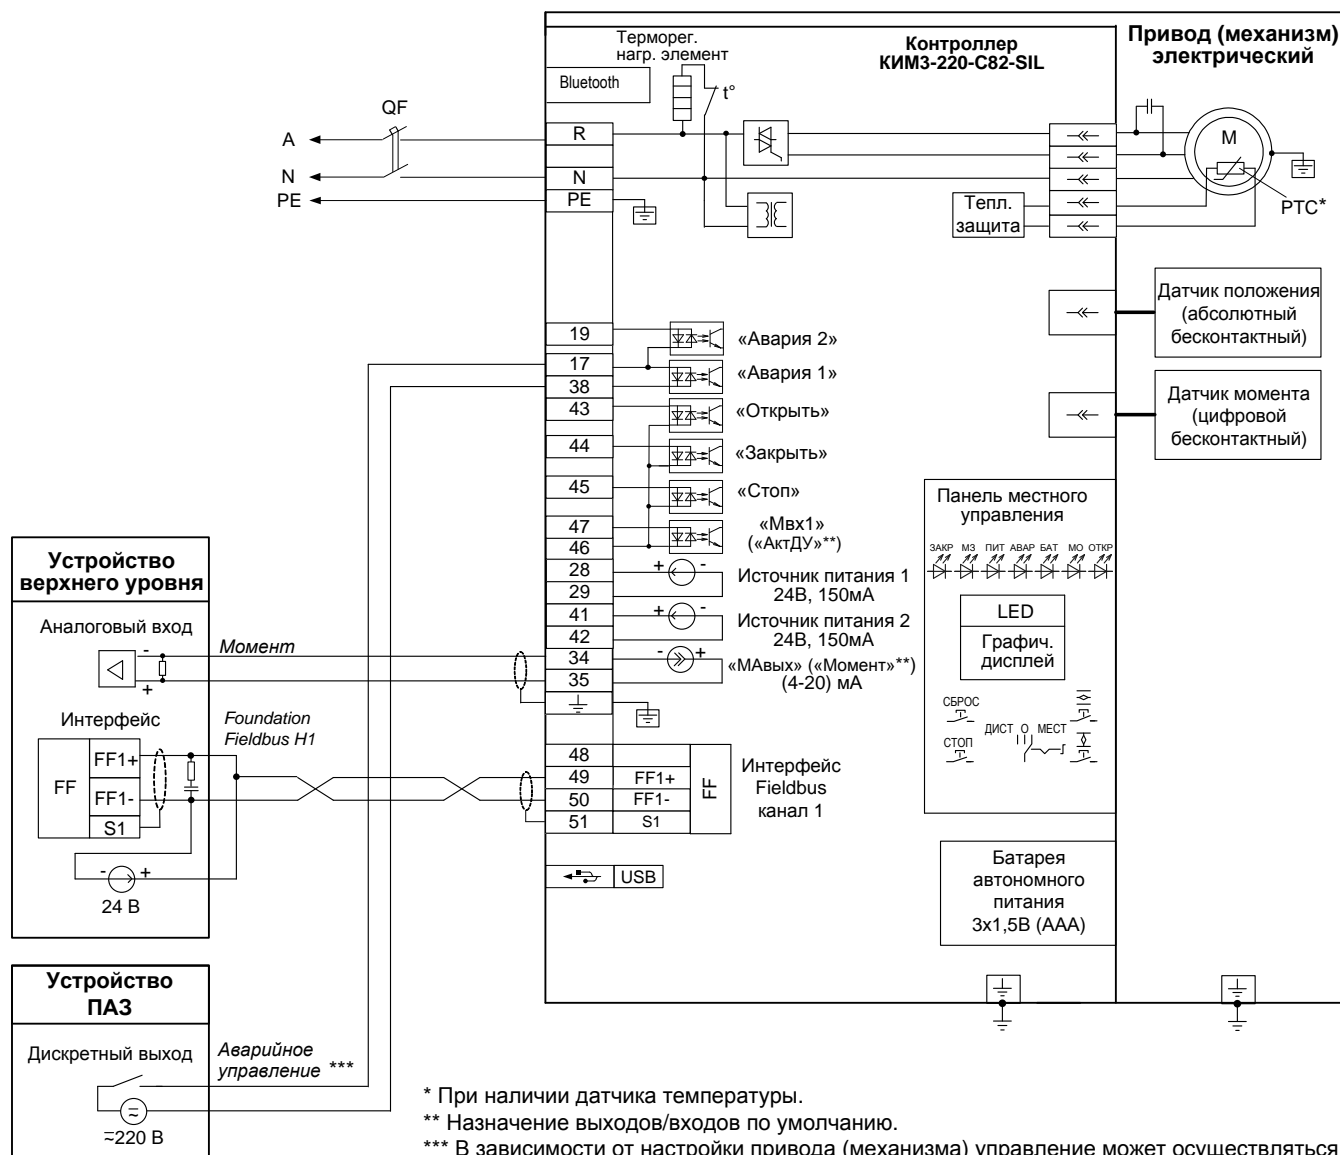 Терморег.
нагр. элемент
Контроллер
КИМ3-220-С82-SIL
Привод (механизм)
электрический
Bluetooth
t°
QF
A
R
N
N
PE
PE
M
PTC*
Тепл.
защита
Датчик положения
(абсолютный
бесконтактный)
19
«Авария 2»
17
«Авария 1»
38
43
«Открыть»
Датчик момента
(цифровой
бесконтактный)
44
«Закрыть»
45
«Стоп»
47
«Мвх1»
46
(«АктДУ»**)
28
+ -
Источник питания 1
29
24В, 150мА
41
+ -
Источник питания 2
42
24В, 150мА
34
- +
«МАвых» («Момент»**)
35
(4-20) мА
Панель местного
управления
ЗАКР МЗ ПИТ АВАР БАТ МО ОТКР
LED
Графич.
дисплей
СБРОС
СТОП
ДИСТ О МЕСТ
Устройство
верхнего уровня
Аналоговый вход
Момент
-
+
Интерфейс
Foundation
Fieldbus H1
FF
FF1+
FF1-
S1
- +
24 В
48
49
FF1+
50
FF1-
51
S1
FF
Интерфейс
Fieldbus
канал 1
USB
Батарея
автономного
питания
3х1,5В (ААА)
Устройство
ПАЗ
Дискретный выход
Аварийное
управление ***
≂220 В
* При наличии датчика температуры.
** Назначение выходов/входов по умолчанию.
*** В зависимости от настройки привода (механизма) управление может осуществляться